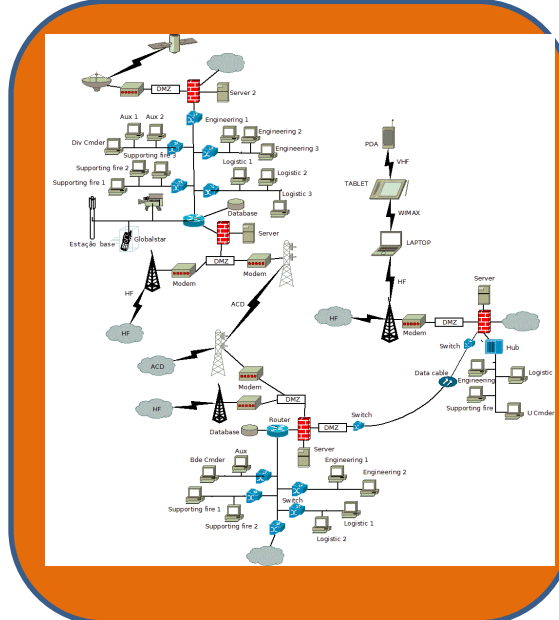 DMZ
Server 2
Engineering 1
Aux 1
Aux 2
Engineering 2
Div Cmder
Engineering 3
Supporting fire 3
Logistic 1
Supporting fire 2
Logistic 2
Supporting fire 1
Logistic 3
Database
Estação base
Globalstar
Server
DMZ
Modem
Modem
HF
HF
ACD
ACD
Modem
HF
DMZ
PDA
VHF
TABLET
WIMAX
LAPTOP
HF
HF
Modem
DMZ
Server
Switch
Hub
Data cable
Engineering
Logistic
Supporting fire
U Cmder
Router
Database
DMZ
Switch
Server
Bde Cmder
Aux
Engineering 1
Engineering 2
Supporting fire 1
Switch
Supporting fire 2
Logistic 1
Logistic 2